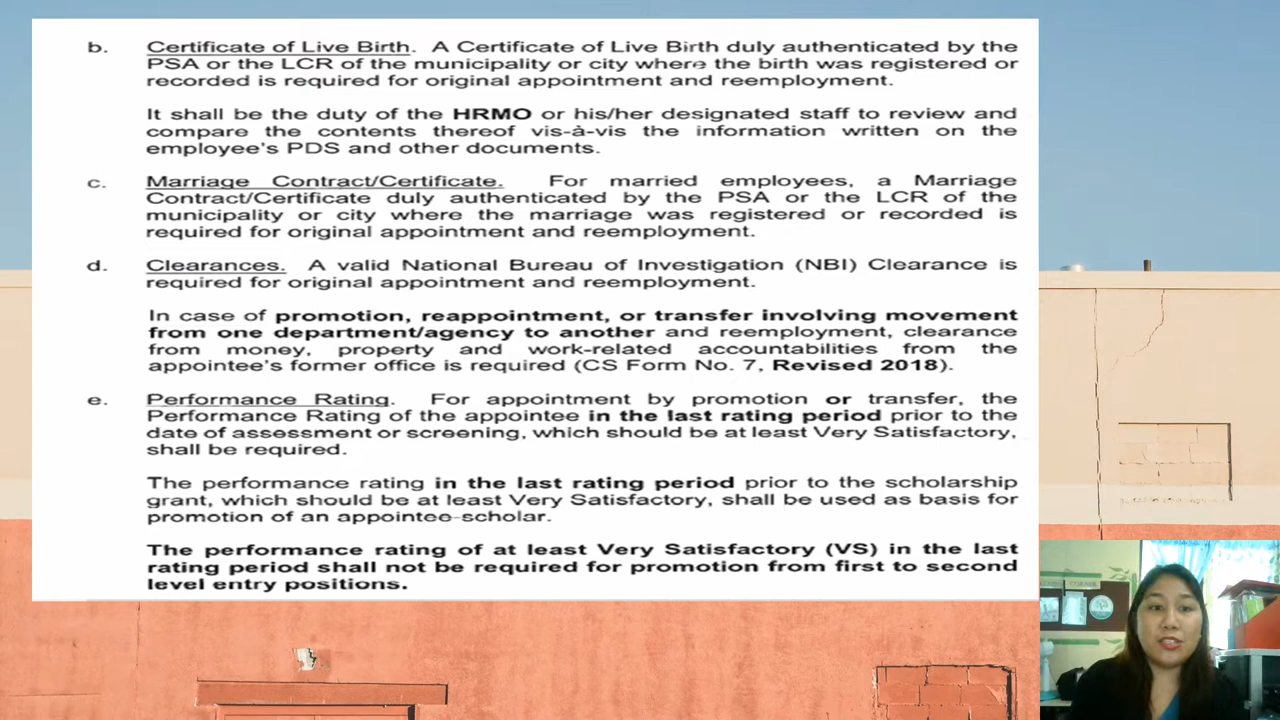 b. Certificate of Live Birth. A Certificate of Live Birth duly authenticated by the
PSA or the LCR of the municipality or city where the birth was registered or
recorded is required for original appointment and reemployment.
It shall be the duty of the HRMO or his/her designated staff to review and
compare the contents thereof vis-à-vis the information written on the
employee's PDS and other documents.
c. Marriage Contract/Certificate. For married employees, a Marriage
Contract/Certificate duly authenticated by the PSA or the LCR of the
municipality or city where the marriage was registered or recorded is
required for original appointment and reemployment.
d. Clearances. A valid National Bureau of Investigation (NBI) Clearance is
required for original appointment and reemployment.
In case of promotion, reappointment, or transfer involving movement
from one department/agency to another and reemployment, clearance
from money, property and work-related accountabilities from the
appointee's former office is required (CS Form No. 7, Revised 2018).
e. Performance Rating. For appointment by promotion or transfer, the
Performance Rating of the appointee in the last rating period prior to the
date of assessment or screening, which should be at least Very Satisfactory,
shall be required.
The performance rating in the last rating period prior to the scholarship
grant, which should be at least Very Satisfactory, shall be used as basis for
promotion of an appointee-scholar.
The performance rating of at least Very Satisfactory (VS) in the last
rating period shall not be required for promotion from first to second
level entry positions.